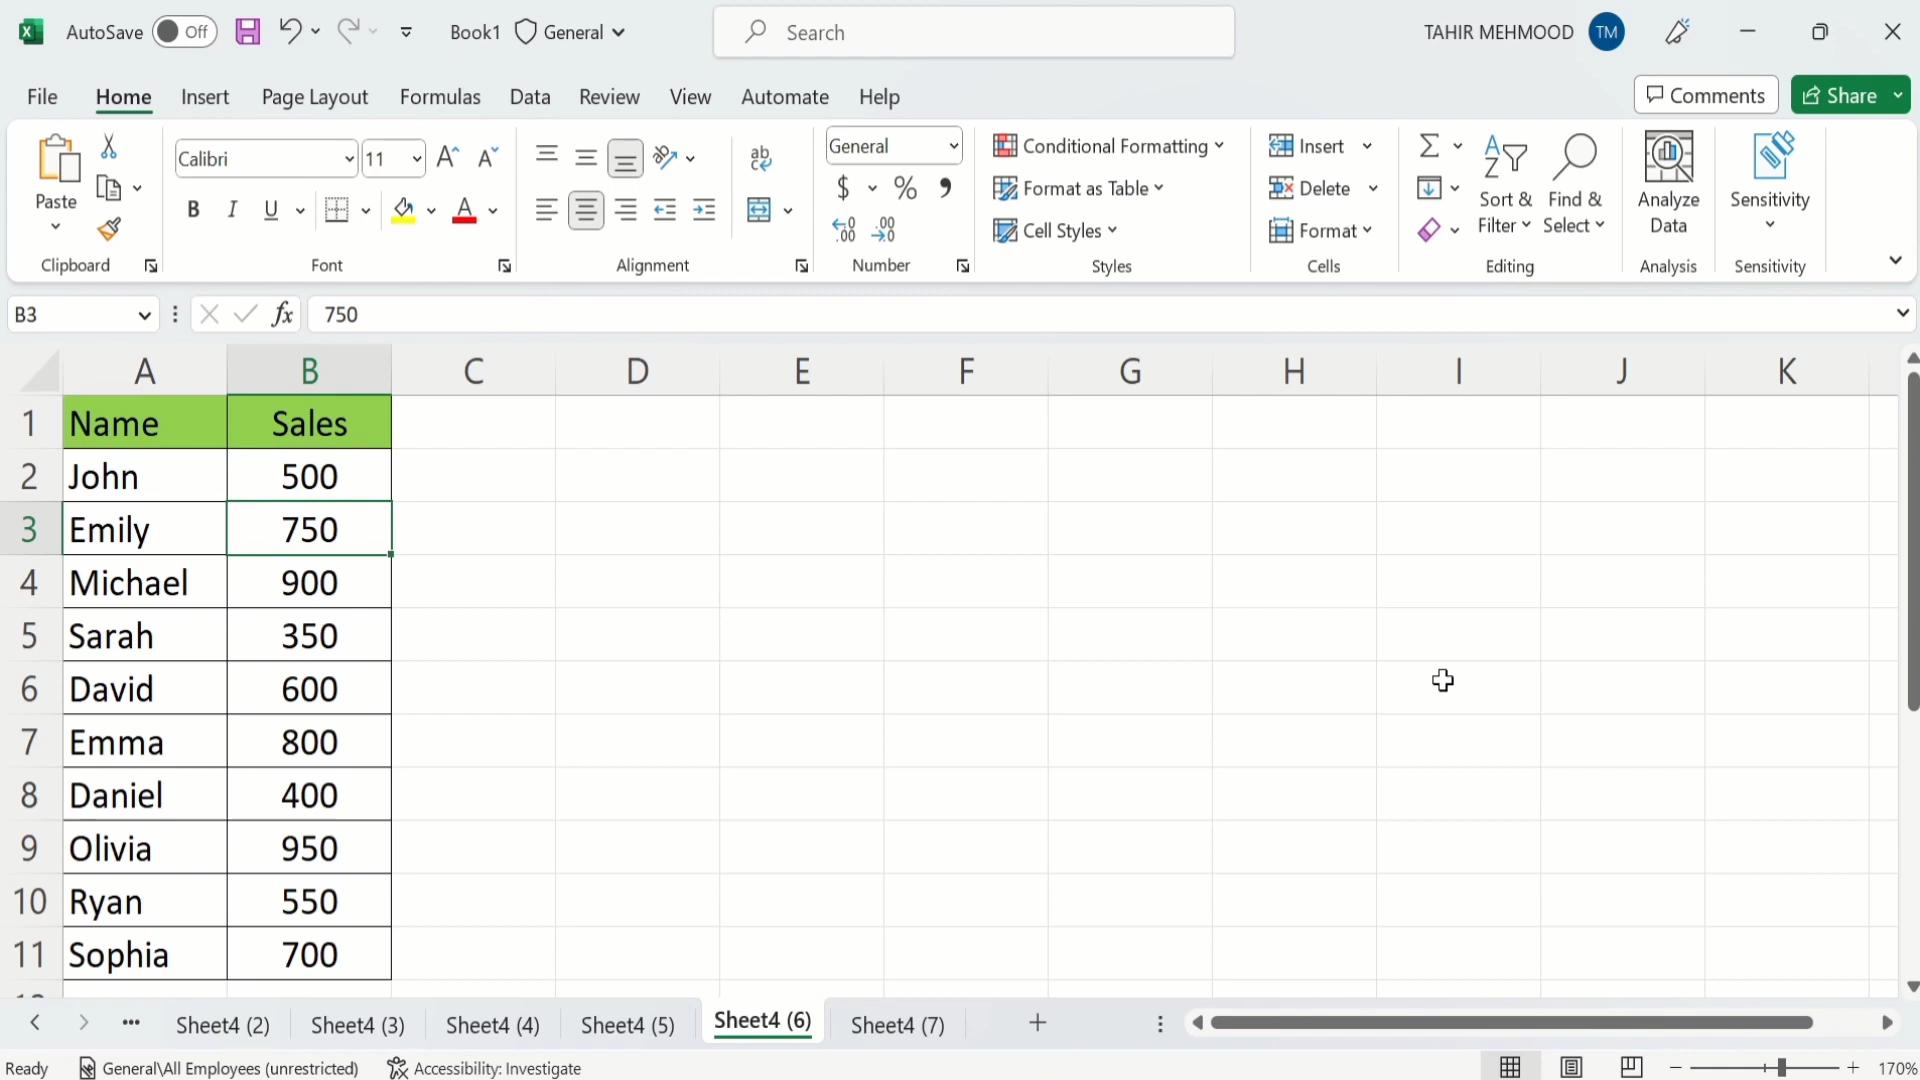 AutoSave Off Book1 General Search TAHIR MEHMOOD TM
File Home Insert Page Layout Formulas Data Review View Automate Help Comments Share
Paste Calibri 11 General Conditional Formatting Insert Sort & Filter Find & Select Analyze Data Sensitivity
B I U A $ % Format as Table Delete
Cell Styles Format
Clipboard Font Alignment Number Styles Cells Editing Analysis Sensitivity
B3 fx 750
A B C D E F G H I J K
1 Name Sales
2 John 500
3 Emily 750
4 Michael 900
5 Sarah 350
6 David 600
7 Emma 800
8 Daniel 400
9 Olivia 950
10 Ryan 550
11 Sophia 700
Sheet4 (2) Sheet4 (3) Sheet4 (4) Sheet4 (5) Sheet4 (6) Sheet4 (7)
Ready General\All Employees (unrestricted) Accessibility: Investigate 170%